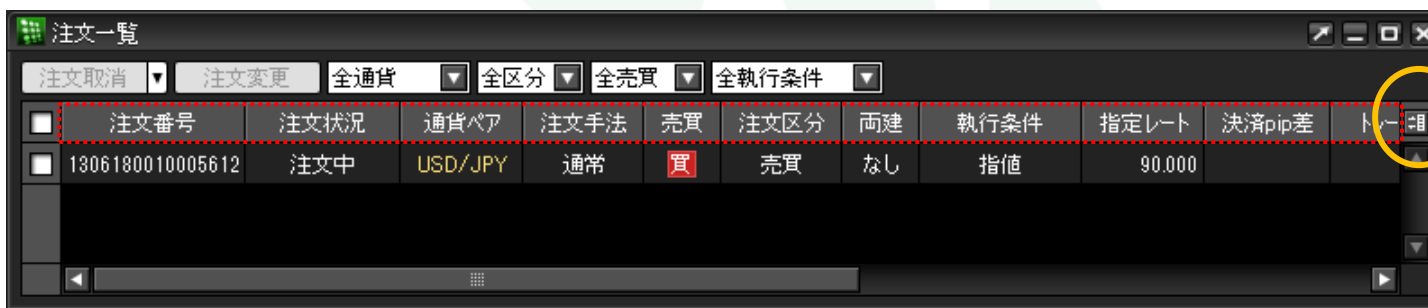 注文一覧
注文取消 注文変更 全通貨 全区分 全売買 全執行条件
注文番号 注文状況 通貨ペア 注文手法 売買 注文区分 両建 執行条件 指定レート 決済pip差
1306180010005612 注文中 USD/JPY 通常 買 売買 なし 指値 90.000